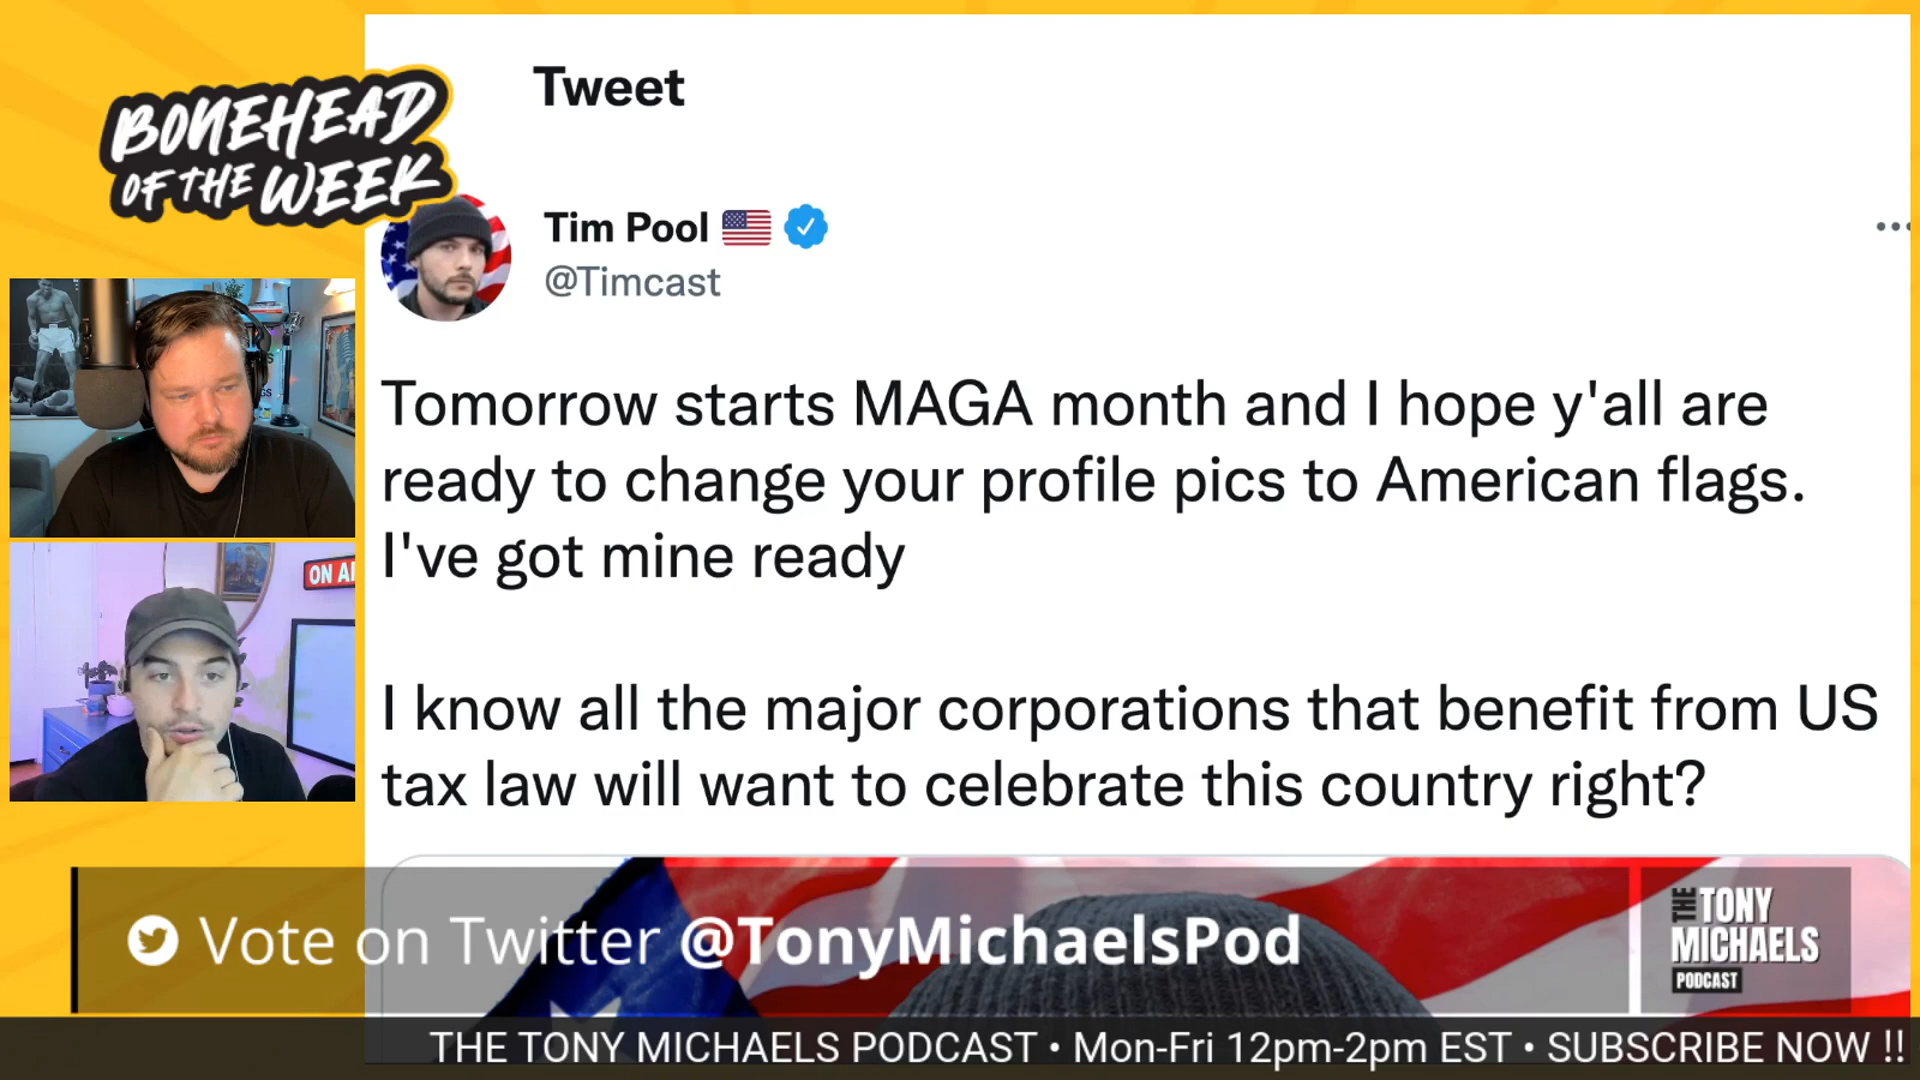 BONEHEAD
OF THE WEEK
Tweet
Tim Pool
@Timcast
Tomorrow starts MAGA month and I hope y'all are
ready to change your profile pics to American flags.
I've got mine ready
I know all the major corporations that benefit from US
tax law will want to celebrate this country right?
ON AI
Vote on Twitter @TonyMichaelsPod
THE TONY
MICHAELS
PODCAST
THE TONY MICHAELS PODCAST • Mon-Fri 12pm-2pm EST • SUBSCRIBE NOW !!